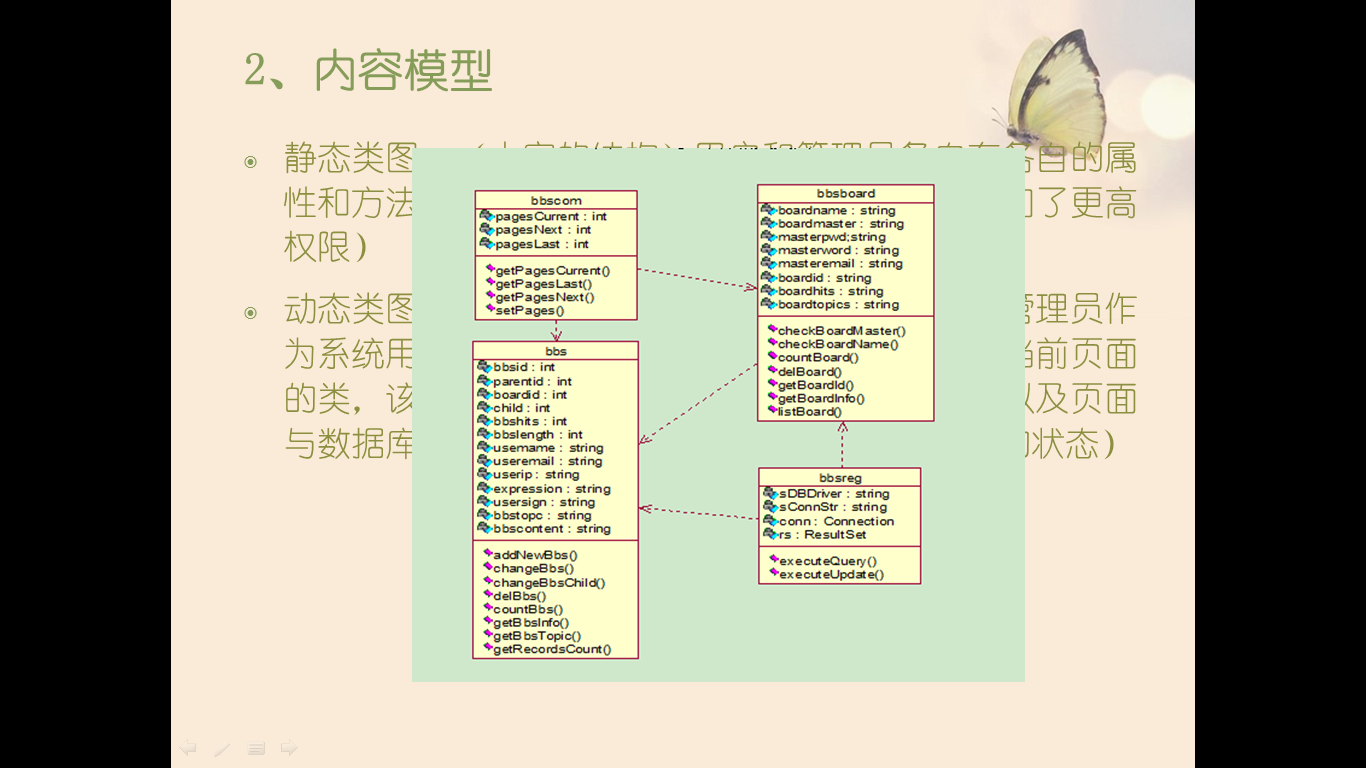 2、内容模型
静态类图
自的属
性和方法
了更高
权限）
动态类图
管理员作
为系统用
当前页面
的类，该
以及页面
与数据库
状态）
bbscom
pagesCurrent : int
pagesNext : int
pagesLast : int
getPagesCurrent()
getPagesLast()
getPagesNext()
setPages()
bbsboard
boardname : string
boardmaster : string
masterpwd;string
masterword : string
masteremail : string
boardid : string
boardhits : string
boardtopics : string
checkBoardMaster()
checkBoardName()
countBoard()
delBoard()
getBoardId()
getBoardInfo()
listBoard()
bbs
bbsid : int
parentid : int
boardid : int
child : int
bbshits : int
bbslength : int
username : string
useremail : string
userip : string
expression : string
usersign : string
bbstopc : string
bbscontent : string
addNewBbs()
changeBbs()
changeBbsChild()
delBbs()
countBbs()
getBbsInfo()
getBbsTopic()
getRecordsCount()
bbsreg
sDBDriver : string
sConnStr : string
conn : Connection
rs : ResultSet
executeQuery()
executeUpdate()